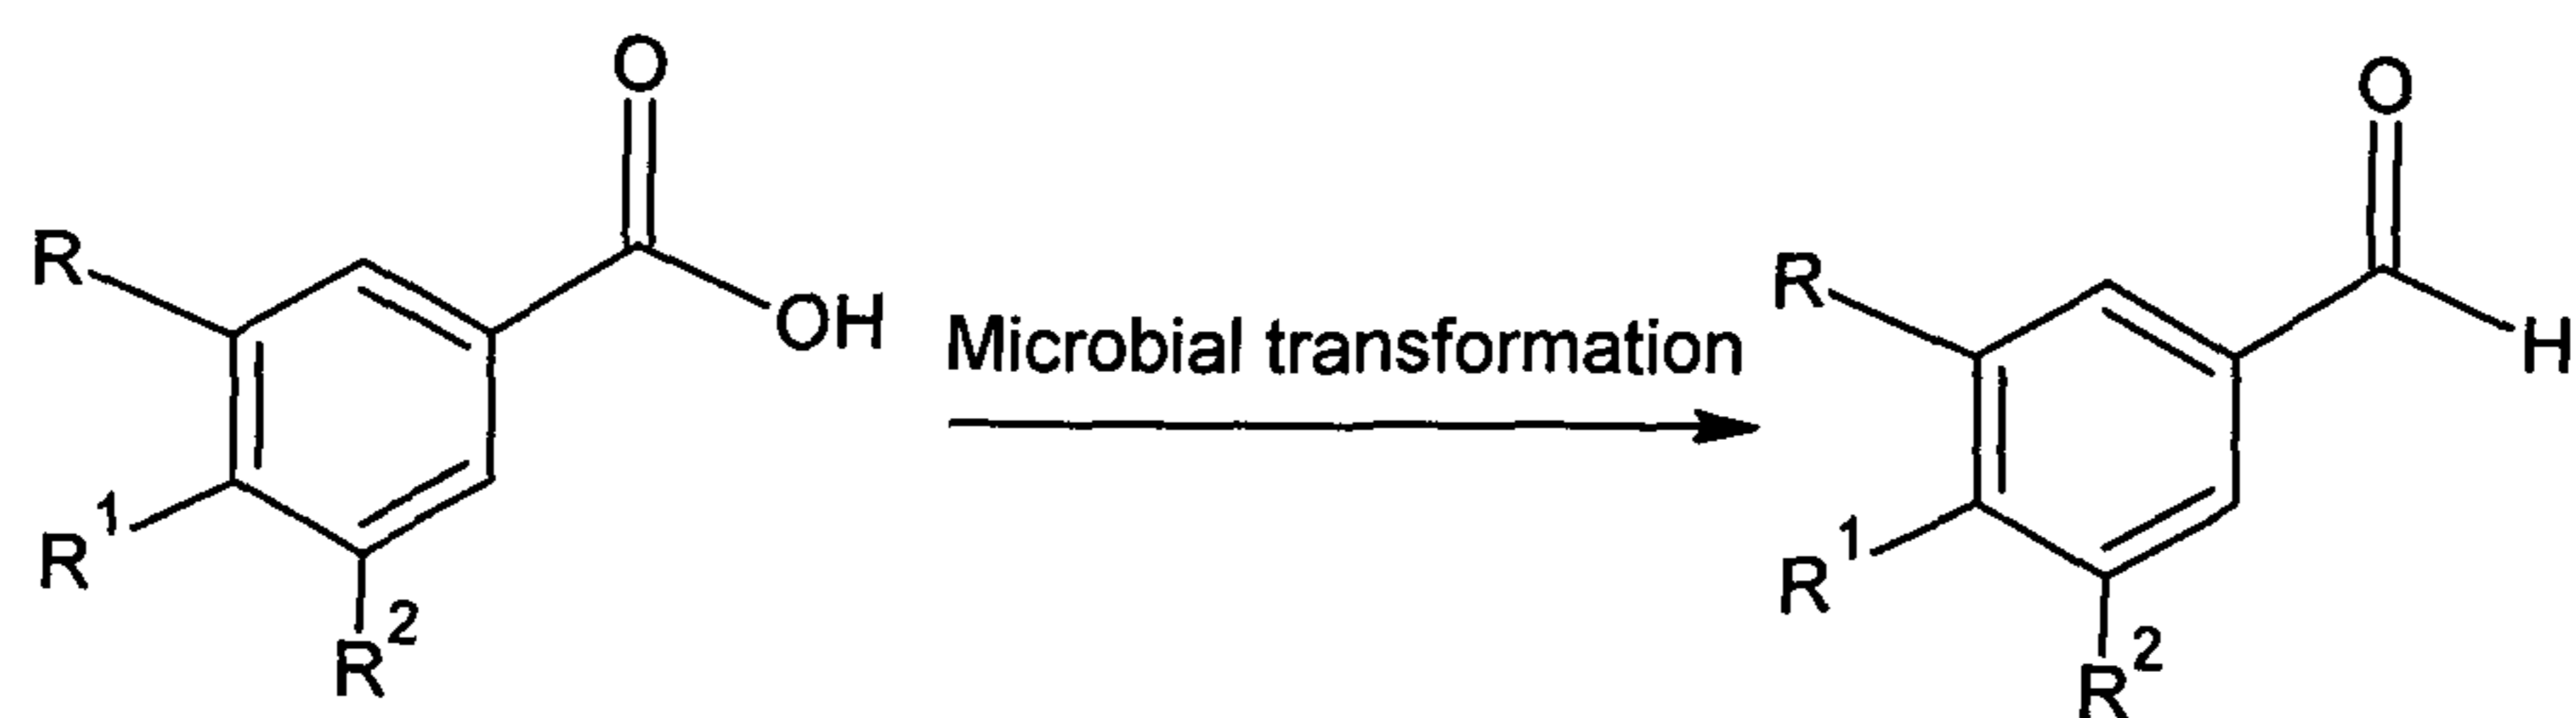 O
R
OH
R1
R2
Microbial transformation
O
R
H
R1
R2